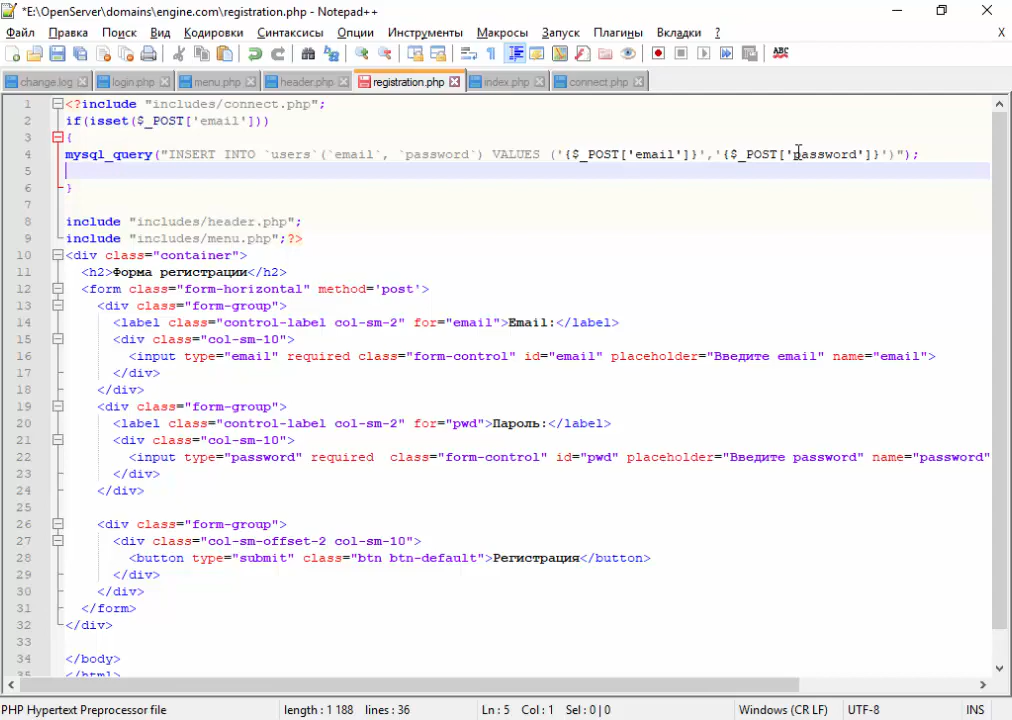 *E:\OpenServer\domains\engine.com\registration.php - Notepad++
Файл Правка Поиск Вид Кодировки Синтаксисы Опции Инструменты Макросы Запуск Плагины Вкладки ? X
change.log login.php menu.php header.php registration.php index.php connect.php
1 <?include "includes/connect.php";
2 if(isset($_POST['email']))
3 {
4 mysql_query("INSERT INTO `users`(`email`, `password`) VALUES ('{$_POST['email']}','{$_POST['password']}')");
5
6 }
7
8 include "includes/header.php";
9 include "includes/menu.php";?>
10 <div class="container">
11 <h2>Форма регистрации</h2>
12 <form class="form-horizontal" method='post'>
13 <div class="form-group">
14 <label class="control-label col-sm-2" for="email">Email:</label>
15 <div class="col-sm-10">
16 <input type="email" required class="form-control" id="email" placeholder="Введите email" name="email">
17 </div>
18 </div>
19 <div class="form-group">
20 <label class="control-label col-sm-2" for="pwd">Пароль:</label>
21 <div class="col-sm-10">
22 <input type="password" required  class="form-control" id="pwd" placeholder="Введите password" name="password"
23 </div>
24 </div>
25
26 <div class="form-group">
27 <div class="col-sm-offset-2 col-sm-10">
28 <button type="submit" class="btn btn-default">Регистрация</button>
29 </div>
30 </div>
31 </form>
32 </div>
33
34 </body>
35 </html>
PHP Hypertext Preprocessor file length : 1 188 lines : 36 Ln : 5 Col : 1 Sel : 0 | 0 Windows (CR LF) UTF-8 INS